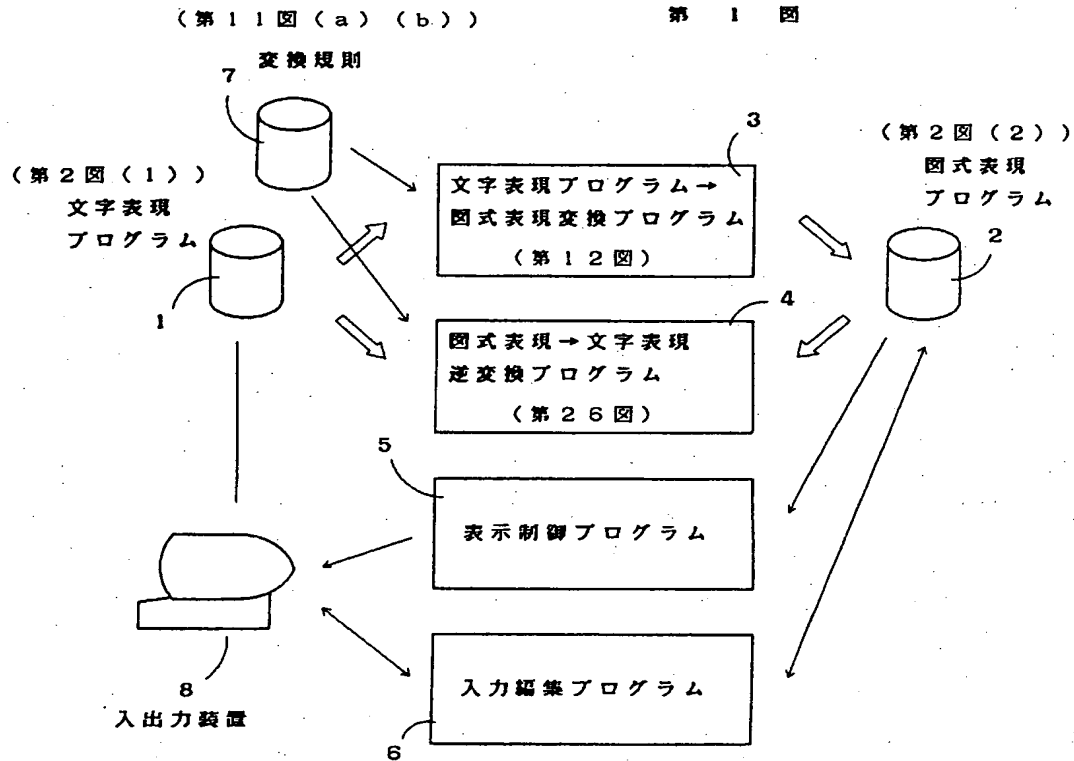 (第11図(a)(b))
第 1 図
変換規則
7
3
(第2図(1))
文字表現
プログラム
1
文字表現プログラム→
図式表現変換プログラム
(第12図)
(第2図(2))
図式表現
プログラム
2
4
図式表現→文字表現
逆変換プログラム
(第26図)
5
表示制御プログラム
8
入出力装置
入力編集プログラム
6